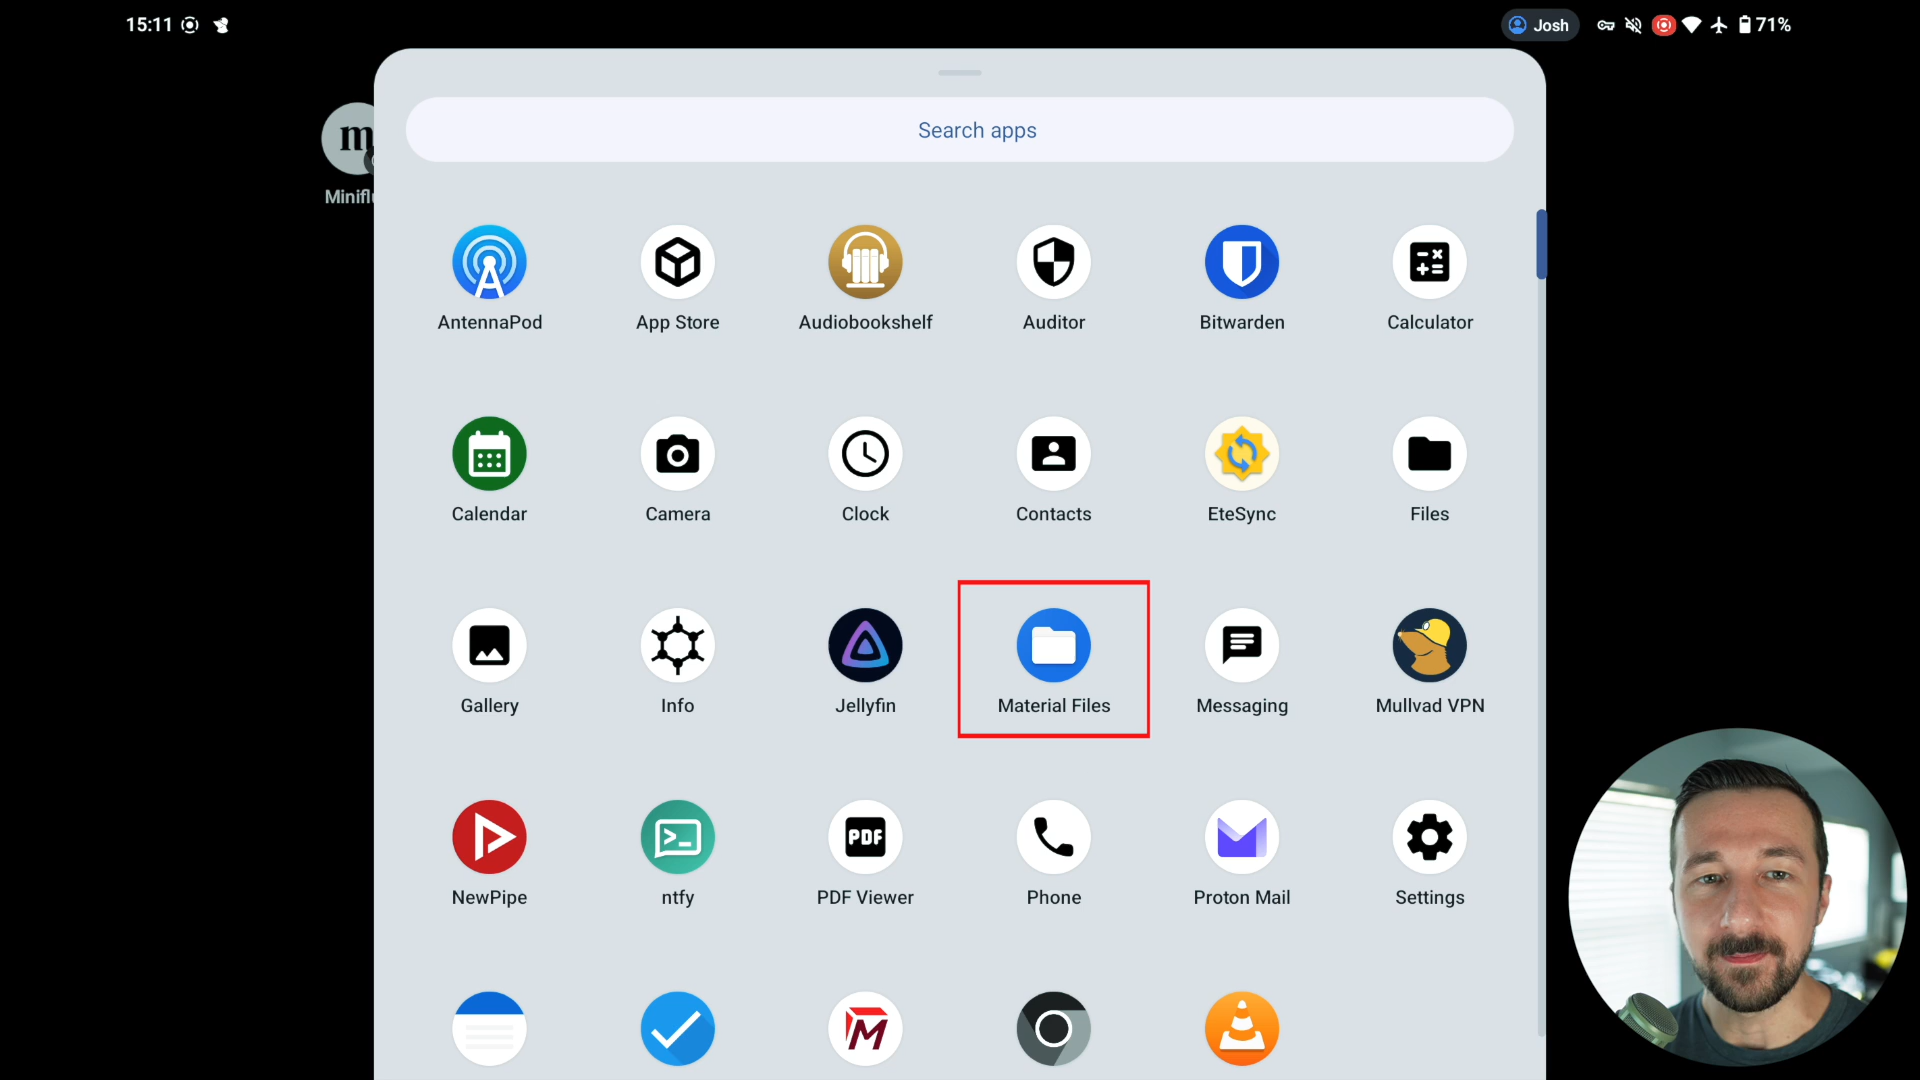 15:11
Josh
71%
m
Miniflu
Search apps
AntennaPod
App Store
Audiobookshelf
Auditor
Bitwarden
Calculator
Calendar
Camera
Clock
Contacts
EteSync
Files
Gallery
Info
Jellyfin
Material Files
Messaging
Mullvad VPN
PDF
NewPipe
ntfy
PDF Viewer
Phone
Proton Mail
Settings
M